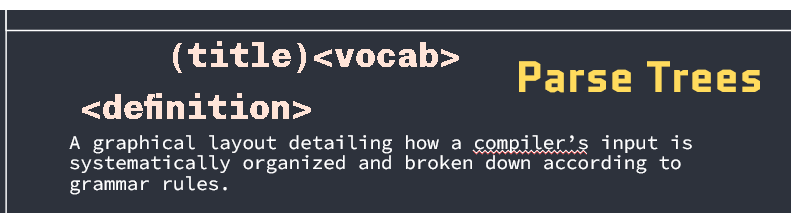 (title)<vocab>
Parse Trees
<definition>
A graphical layout detailing how a compiler’s input is
systematically organized and broken down according to
grammar rules.